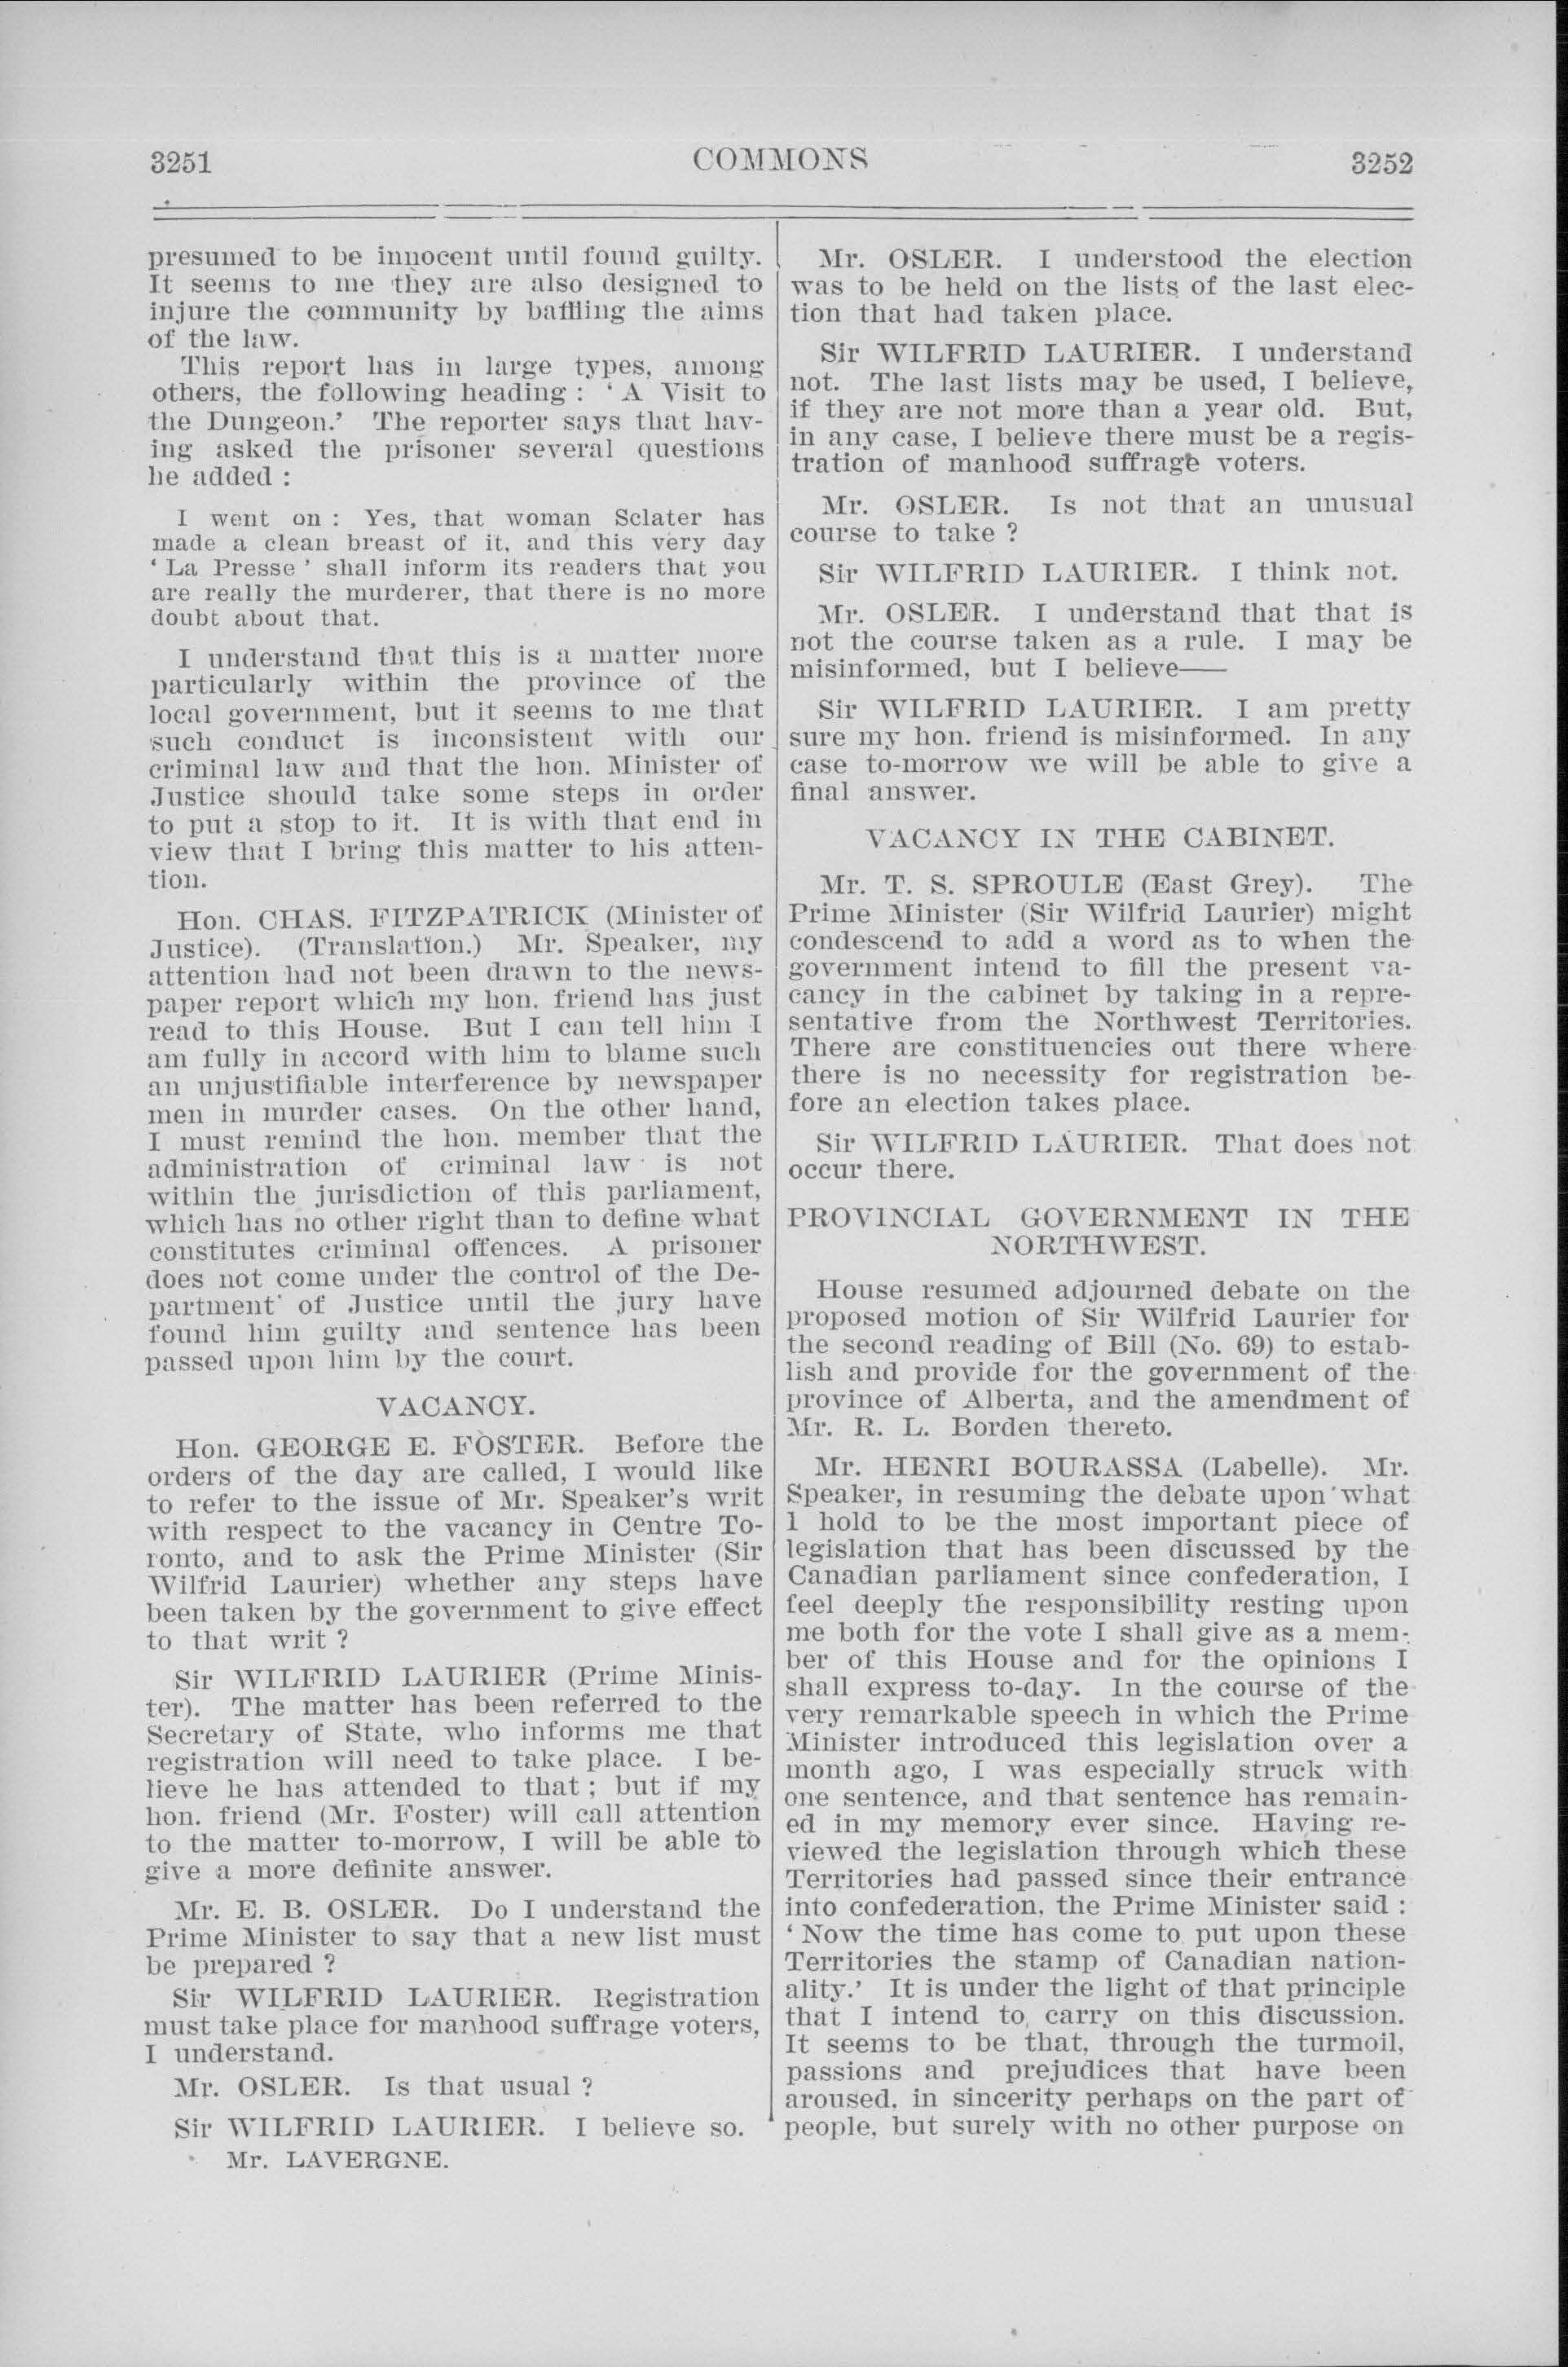 3251
COMMONS
3252
presumed to be innocent until found guilty.
It seems to me they are also designed to
injure the community by baffling the aims
of the law.
This report has in large types, among
others, the following heading : ‘ A Visit to
the Dungeon.’ The reporter says that hav-
ing asked the prisoner several questions
he added :
I went on : Yes, that woman Sclater has
made a clean breast of it, and this very day
‘ La Presse ’ shall inform its readers that you
are really the murderer, that there is no more
doubt about that.
I understand that this is a matter more
particularly within the province of the
local government, but it seems to me that
such conduct is inconsistent with our
criminal law and that the hon. Minister of
Justice should take some steps in order
to put a stop to it. It is with that end in
view that I bring this matter to his atten-
tion.
Hon. CHAS. FITZPATRICK (Minister of
Justice). (Translation.) Mr. Speaker, my
attention had not been drawn to the news-
paper report which my hon. friend has just
read to this House. But I can tell him I
am fully in accord with him to blame such
an unjustifiable interference by newspaper
men in murder cases. On the other hand,
I must remind the hon. member that the
administration of criminal law is not
within the jurisdiction of this parliament,
which has no other right than to define what
constitutes criminal offences. A prisoner
does not come under the control of the De-
partment of Justice until the jury have
found him guilty and sentence has been
passed upon him by the court.
VACANCY.
Hon. GEORGE E. FOSTER. Before the
orders of the day are called, I would like
to refer to the issue of Mr. Speaker's writ
with respect to the vacancy in Centre To-
ronto, and to ask the Prime Minister (Sir
Wilfrid Laurier) whether any steps have
been taken by the government to give effect
to that writ ?
Sir WILFRID LAURIER (Prime Minis-
ter). The matter has been referred to the
Secretary of State, who informs me that
registration will need to take place. I be-
lieve he has attended to that ; but if my
hon. friend (Mr. Foster) will call attention
to the matter to-morrow, I will be able to
give a more definite answer.
Mr. E. B. OSLER. Do I understand the
Prime Minister to say that a new list must
be prepared ?
Sir WILFRID LAURIER. Registration
must take place for manhood suffrage voters,
I understand.
Mr. OSLER. Is that usual ?
Sir WILFRID LAURIER. I believe so.
Mr. LAVERGNE.
Mr. OSLER. I understood the election
was to be held on the lists of the last elec-
tion that had taken place.
Sir WILFRID LAURIER. I understand
not. The last lists may be used, I believe,
if they are not more than a year old. But,
in any case, I believe there must be a regis-
tration of manhood suffrage voters.
Mr. OSLER. Is not that an unusual
course to take ?
Sir WILFRID LAURIER. I think not.
Mr. OSLER. I understand that that is
not the course taken as a rule. I may be
misinformed, but I believe——
Sir WILFRID LAURIER. I am pretty
sure my hon. friend is misinformed. In any
case to-morrow we will be able to give a
final answer.
VACANCY IN THE CABINET.
Mr. T. S. SPROULE (East Grey). The
Prime Minister (Sir Wilfrid Laurier) might
condescend to add a word as to when the
government intend to fill the present va-
cancy in the cabinet by taking in a repre-
sentative from the Northwest Territories.
There are constituencies out there where
there is no necessity for registration be-
fore an election takes place.
Sir WILFRID LAURIER. That does not
occur there.
PROVINCIAL GOVERNMENT IN THE
NORTHWEST.
House resumed adjourned debate on the
proposed motion of Sir Wilfrid Laurier for
the second reading of Bill (No. 69) to estab-
lish and provide for the government of the
province of Alberta, and the amendment of
Mr. R. L. Borden thereto.
Mr. HENRI BOURASSA (Labelle). Mr.
Speaker, in resuming the debate upon what
I hold to be the most important piece of
legislation that has been discussed by the
Canadian parliament since confederation, I
feel deeply the responsibility resting upon
me both for the vote I shall give as a mem-
ber of this House and for the opinions I
shall express to-day. In the course of the
very remarkable speech in which the Prime
Minister introduced this legislation over a
month ago, I was especially struck with
one sentence, and that sentence has remain-
ed in my memory ever since. Having re-
viewed the legislation through which these
Territories had passed since their entrance
into confederation, the Prime Minister said :
‘ Now the time has come to put upon these
Territories the stamp of Canadian nation-
ality.’ It is under the light of that principle
that I intend to carry on this discussion.
It seems to be that, through the turmoil,
passions and prejudices that have been
aroused, in sincerity perhaps on the part of
people, but surely with no other purpose on